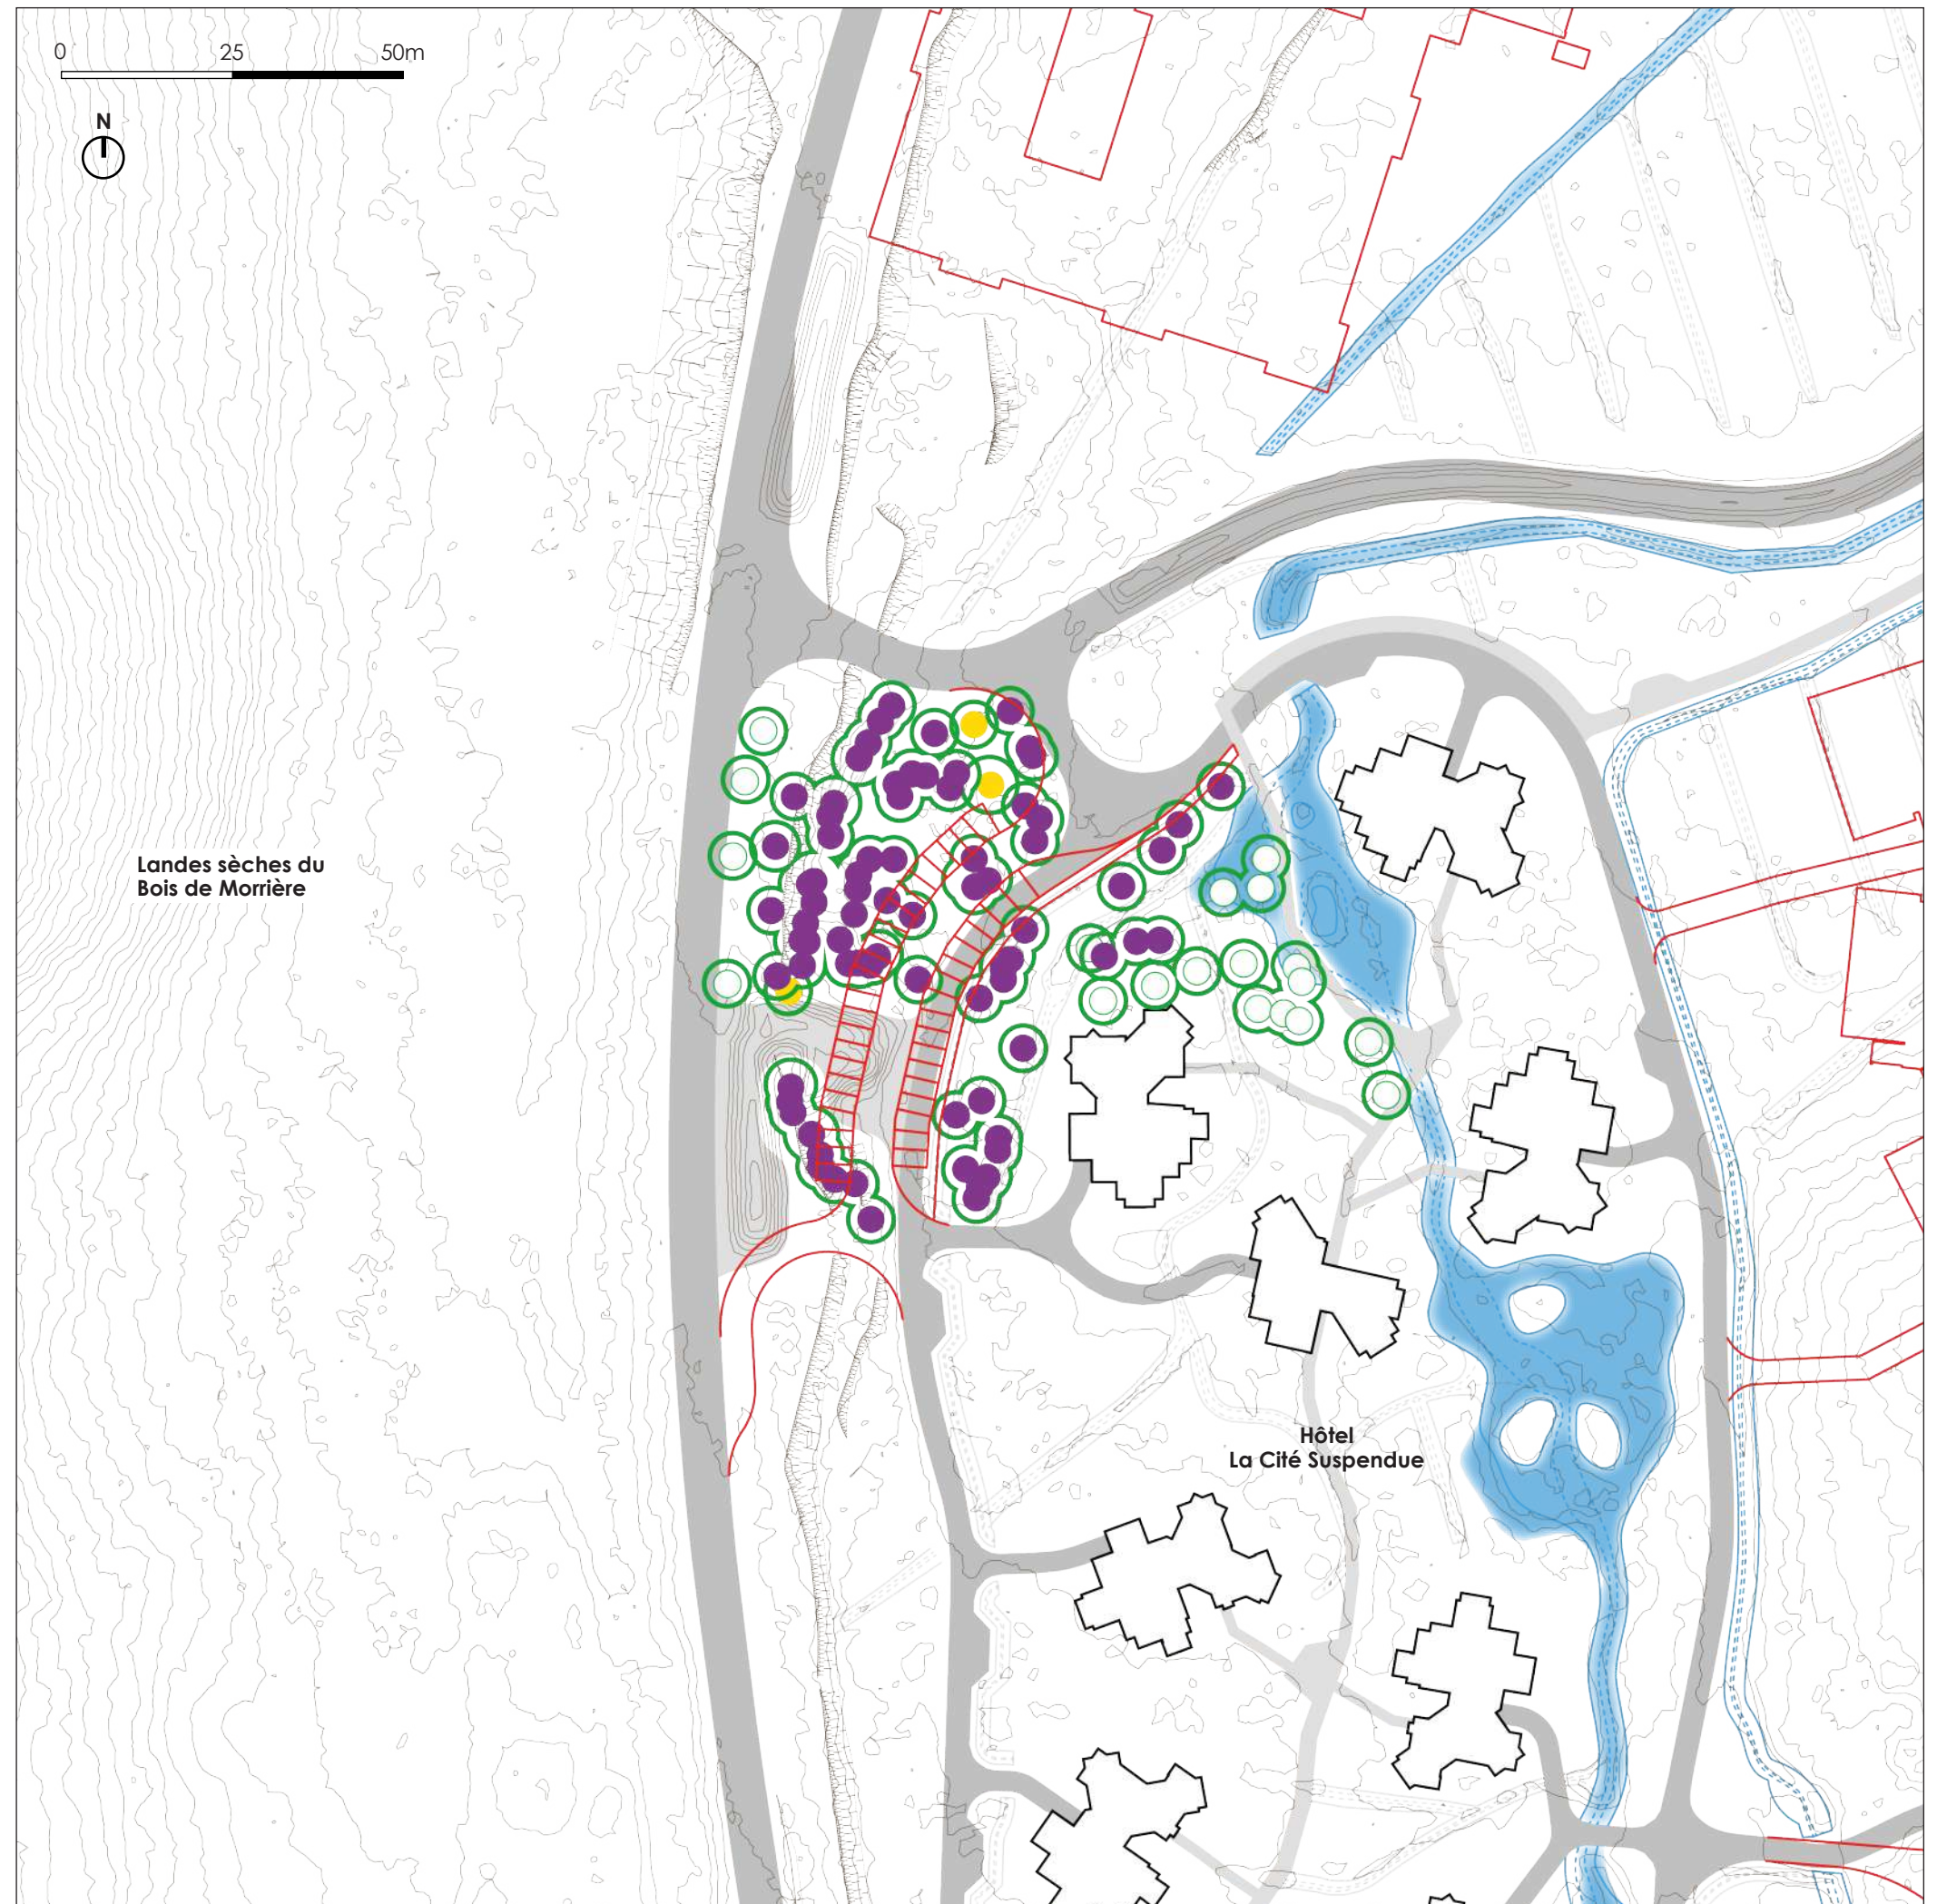 0 25 50m
N
Landes sèches du
Bois de Morrière
Hôtel
La Cité Suspendue